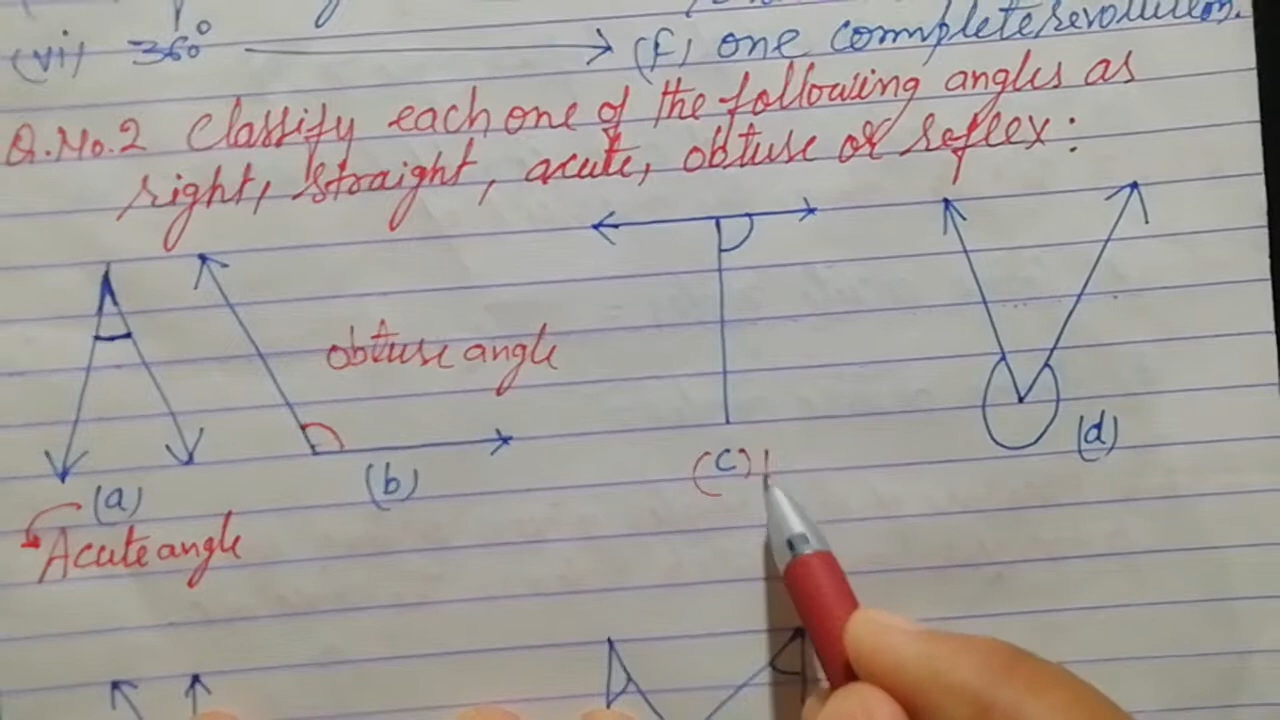 (vi) 360° (F) one complete revolution.
Q.No.2 Classify each one of the following angles as
right, straight, acute, obtuse or reflex:
obtuse angle
(a) (b) (c) (d)
Acute angle